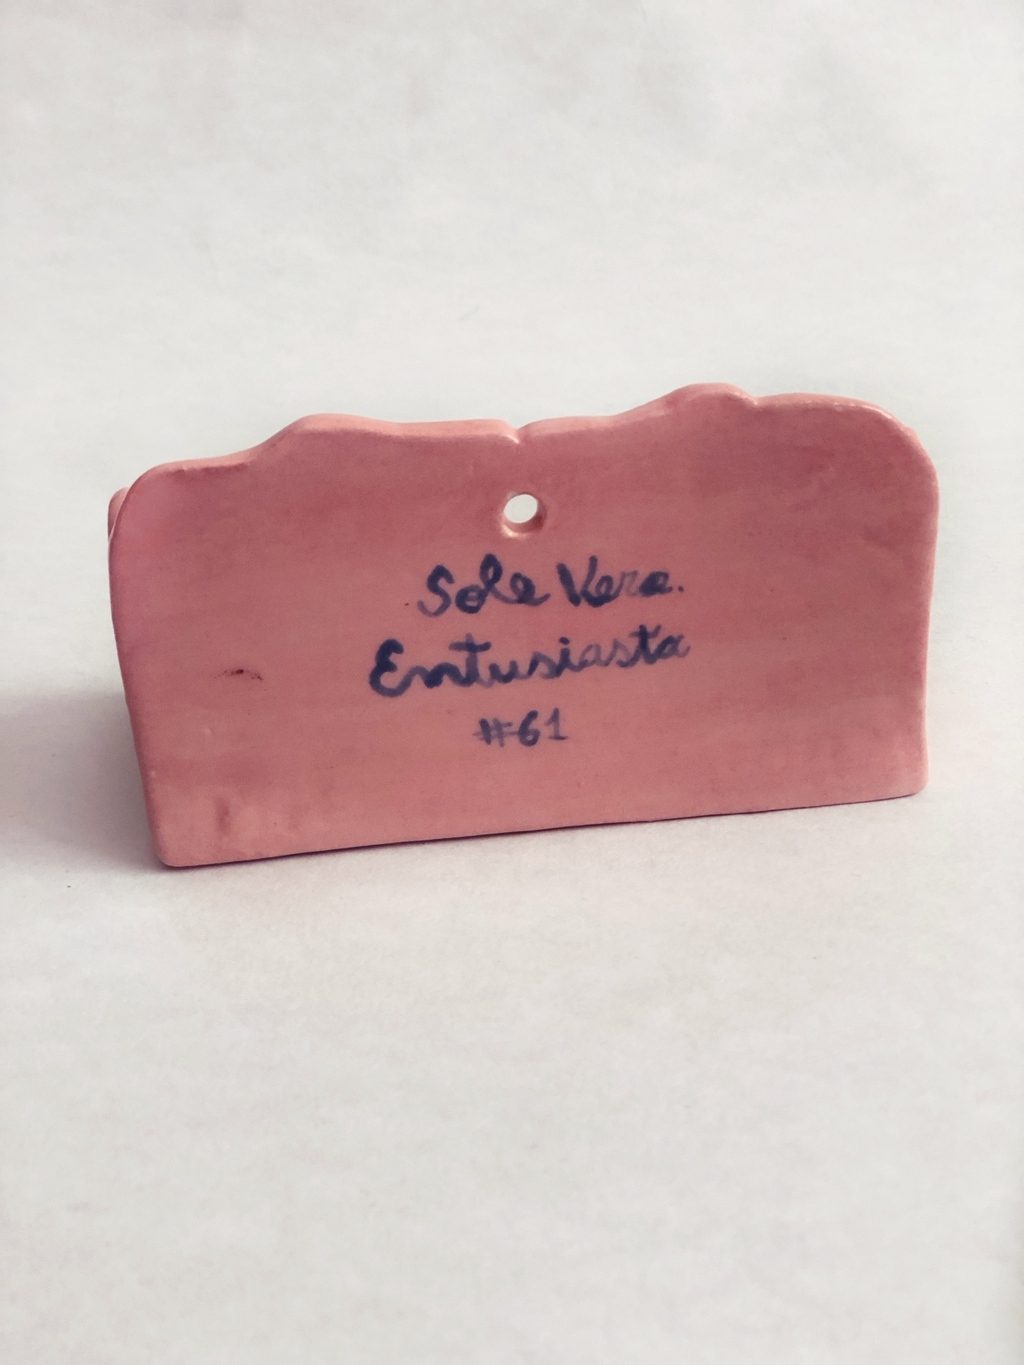 Sole Vera.
Entusiasta
#61